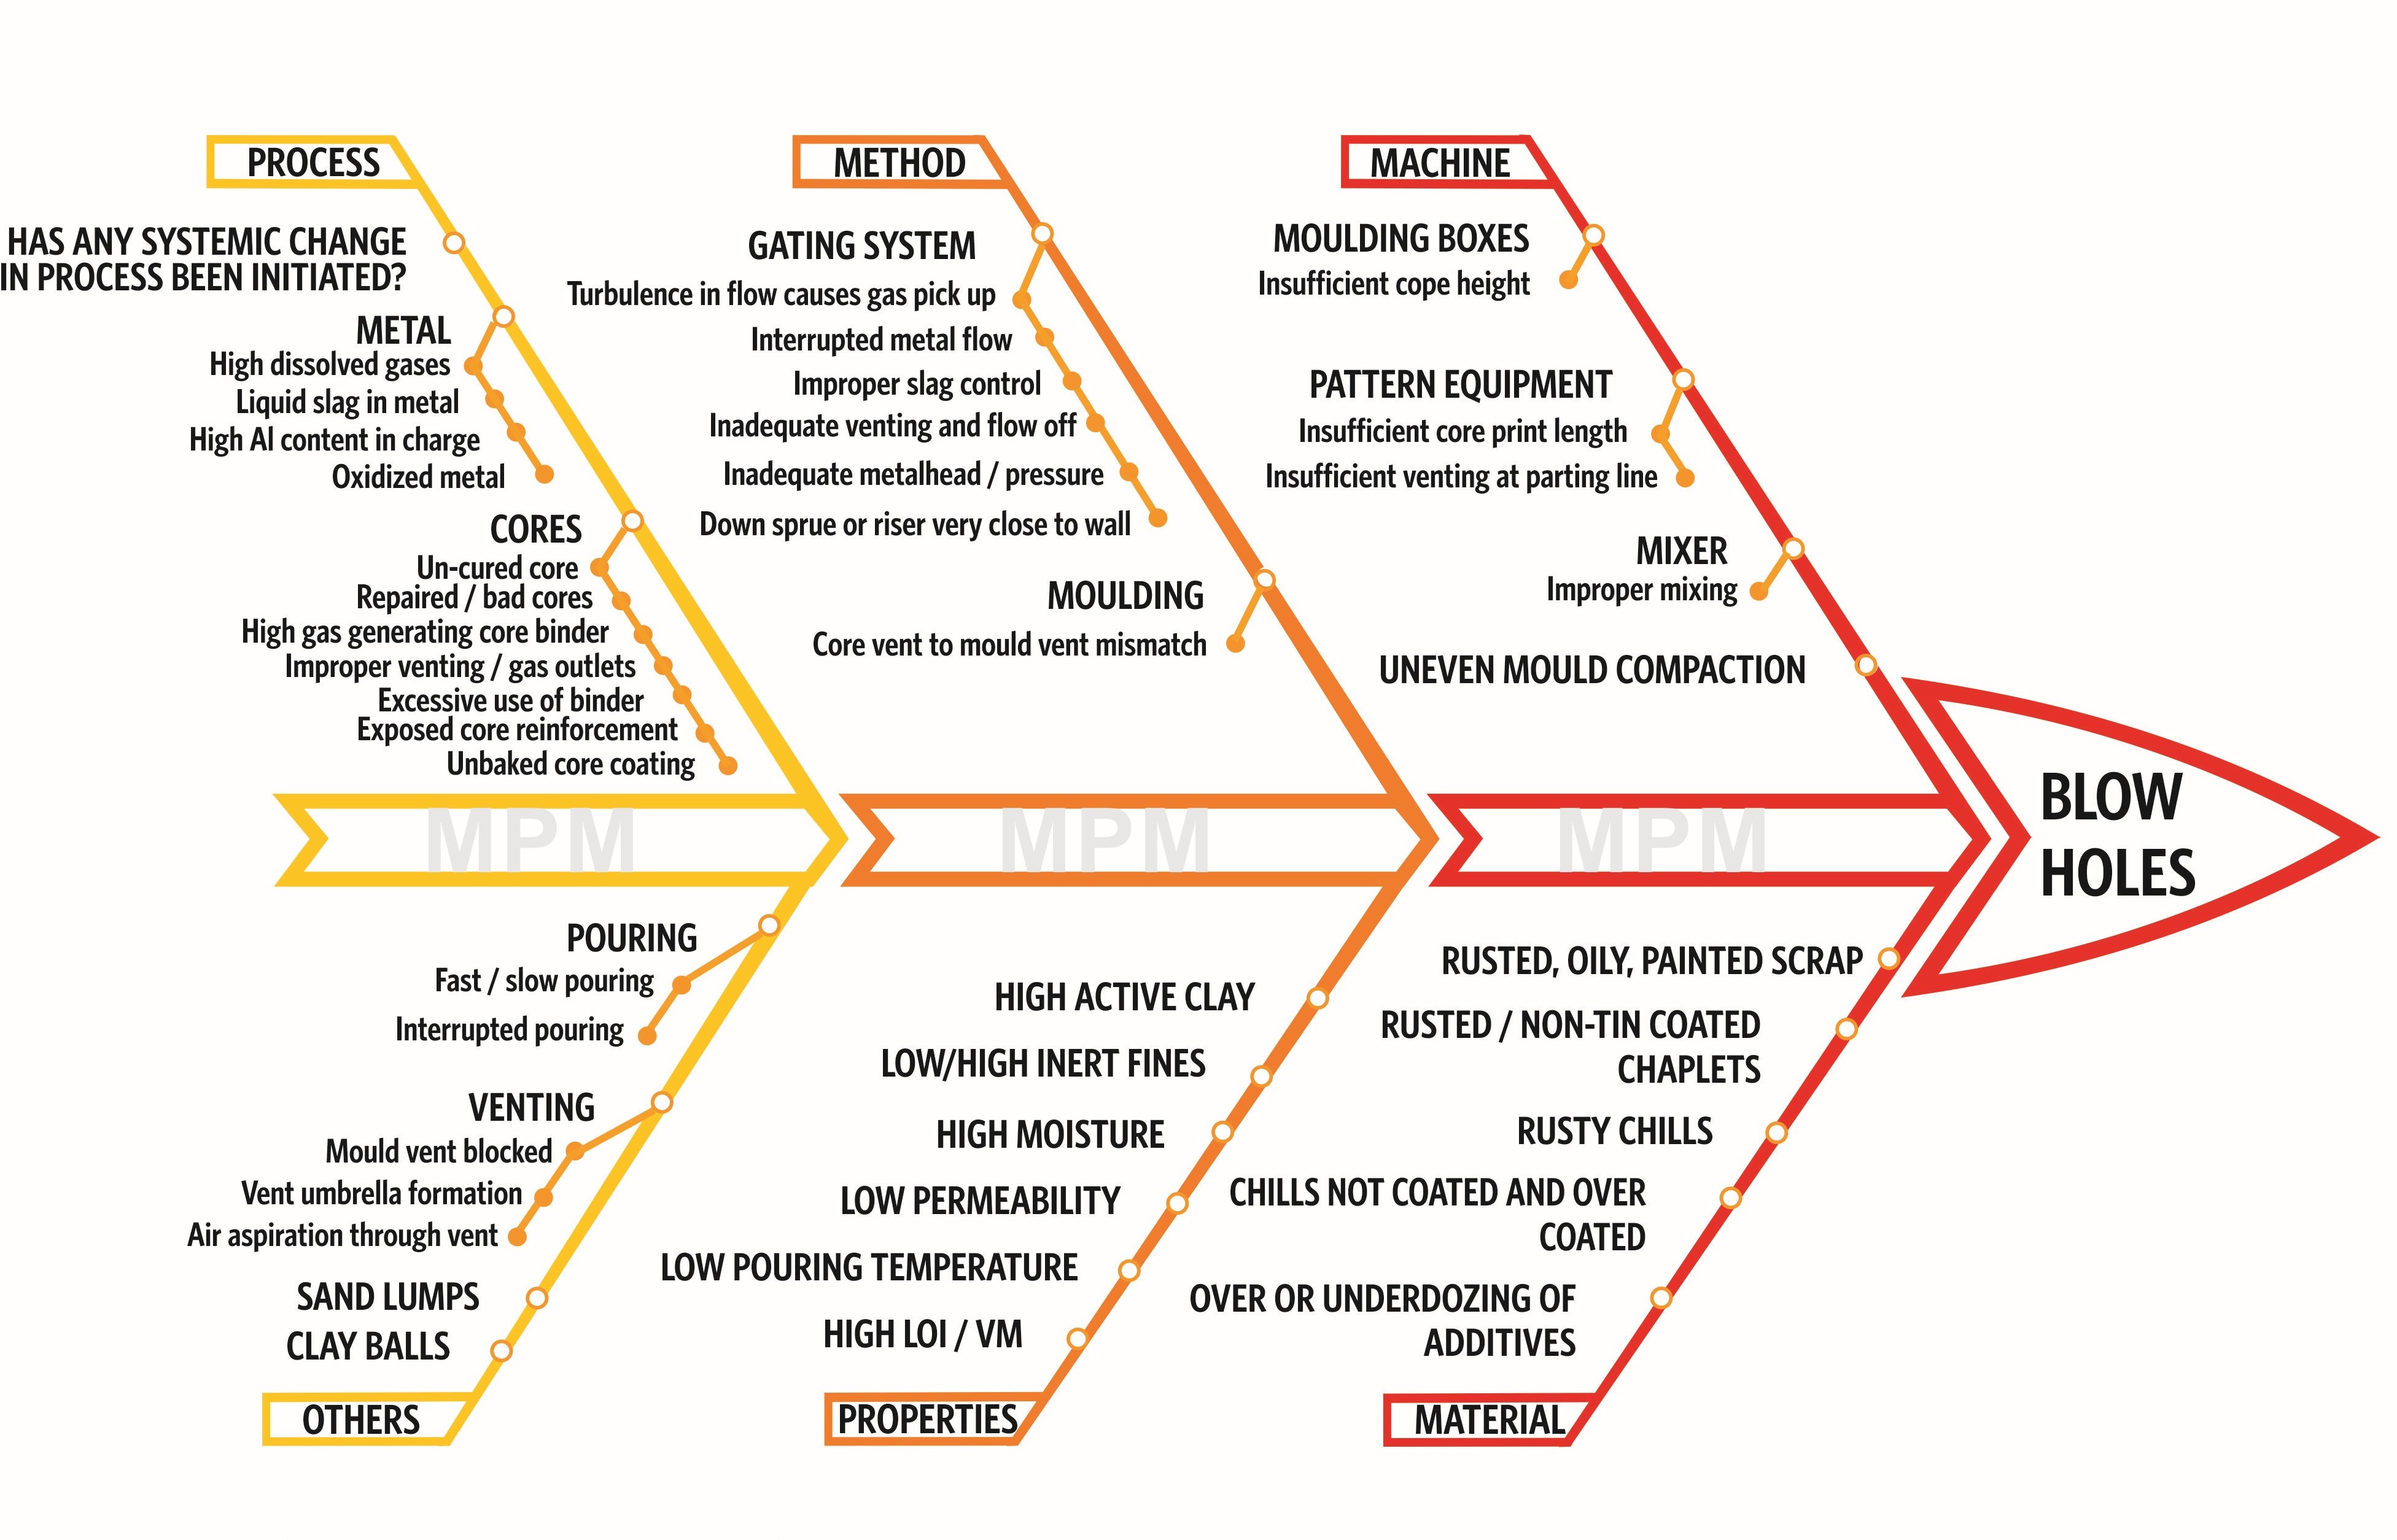 PROCESS
HAS ANY SYSTEMIC CHANGE
IN PROCESS BEEN INITIATED?
METAL
High dissolved gases
Liquid slag in metal
High Al content in charge
Oxidized metal
CORES
Un-cured core
Repaired / bad cores
High gas generating core binder
Improper venting / gas outlets
Excessive use of binder
Exposed core reinforcement
Unbaked core coating
METHOD
GATING SYSTEM
Turbulence in flow causes gas pick up
Interrupted metal flow
Improper slag control
Inadequate venting and flow off
Inadequate metalhead / pressure
Down sprue or riser very close to wall
MOULDING
Core vent to mould vent mismatch
MACHINE
MOULDING BOXES
Insufficient cope height
PATTERN EQUIPMENT
Insufficient core print length
Insufficient venting at parting line
MIXER
Improper mixing
UNEVEN MOULD COMPACTION
MPM
MPM
MPM
BLOW
HOLES
POURING
Fast / slow pouring
Interrupted pouring
VENTING
Mould vent blocked
Vent umbrella formation
Air aspiration through vent
SAND LUMPS
CLAY BALLS
OTHERS
HIGH ACTIVE CLAY
LOW/HIGH INERT FINES
HIGH MOISTURE
LOW PERMEABILITY
LOW POURING TEMPERATURE
HIGH LOI / VM
PROPERTIES
RUSTED, OILY, PAINTED SCRAP
RUSTED / NON-TIN COATED
CHAPLETS
RUSTY CHILLS
CHILLS NOT COATED AND OVER
COATED
OVER OR UNDERDOZING OF
ADDITIVES
MATERIAL